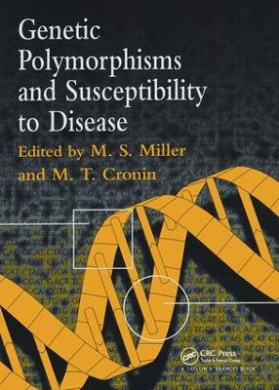 Genetic
Polymorphisms
and Susceptibility
to Disease
Edited by M. S. Miller
and M. T. Cronin
CRC Press
Taylor & Francis Group
A TAYLOR & FRANCIS BOOK